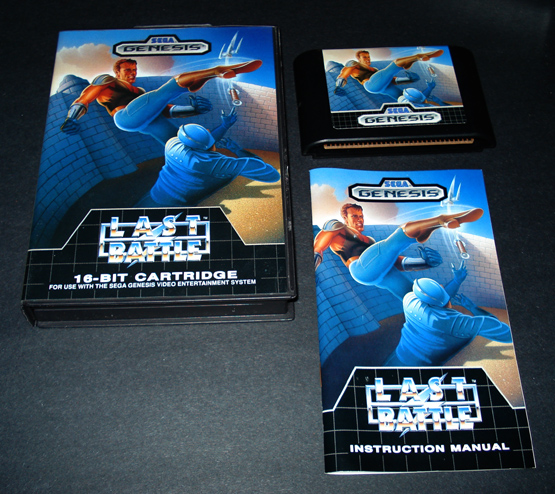 SEGA
GENESIS
LAST
BATTLE
TM
16-BIT CARTRIDGE
FOR USE WITH THE SEGA GENESIS VIDEO ENTERTAINMENT SYSTEM
SEGA
GENESIS
SEGA
GENESIS
LAST
BATTLE
INSTRUCTION MANUAL